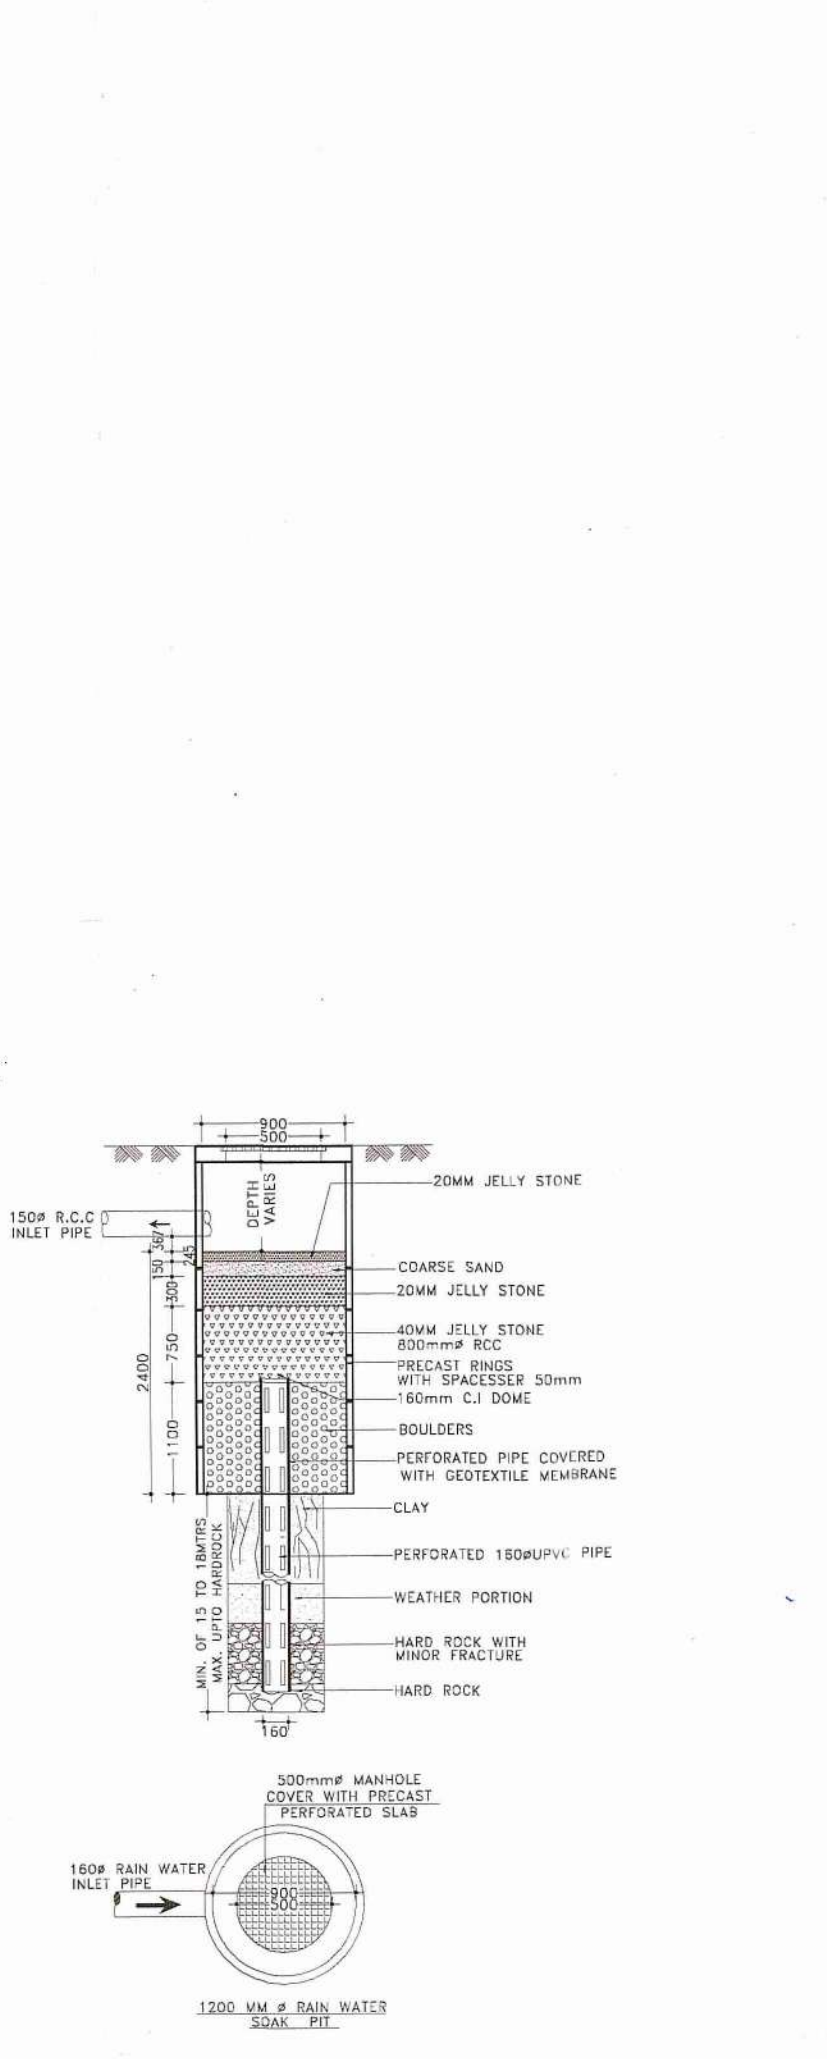 900
500
DEPTH
VARIES
20MM JELLY STONE
150ø R.C.C
INLET PIPE
367
245
150
COARSE SAND
300
20MM JELLY STONE
40MM JELLY STONE
800mmø RCC
750
PRECAST RINGS
WITH SPACESSER 50mm
2400
160mm C.I DOME
1100
BOULDERS
PERFORATED PIPE COVERED
WITH GEOTEXTILE MEMBRANE
CLAY
MIN. OF 15 TO 18MTRS
MAX. UPTO HARDROCK
PERFORATED 160øUPVC PIPE
WEATHER PORTION
HARD ROCK WITH
MINOR FRACTURE
HARD ROCK
160
500mmø MANHOLE
COVER WITH PRECAST
PERFORATED SLAB
160ø RAIN WATER
INLET PIPE
900
500
1200 MM ø RAIN WATER
SOAK PIT